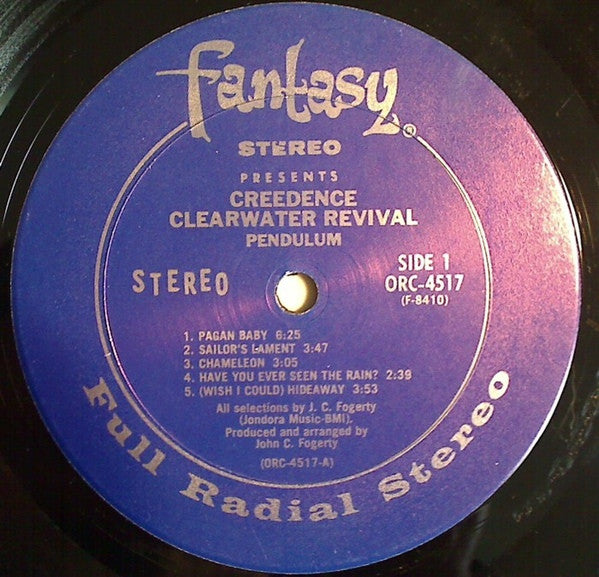 fantasy®
STEREO
PRESENTS
CREEDENCE
CLEARWATER REVIVAL
PENDULUM
STEREO
SIDE 1
ORC-4517
(F-8410)
1. PAGAN BABY 6:25
2. SAILOR'S LAMENT 3:47
3. CHAMELEON 3:05
4. HAVE YOU EVER SEEN THE RAIN? 2:39
5. (WISH I COULD) HIDEAWAY 3:53
All selections by J. C. Fogerty
(Jondora Music-BMI).
Produced and arranged by
John C. Fogerty
(ORC-4517-A)
Full Radial Stereo